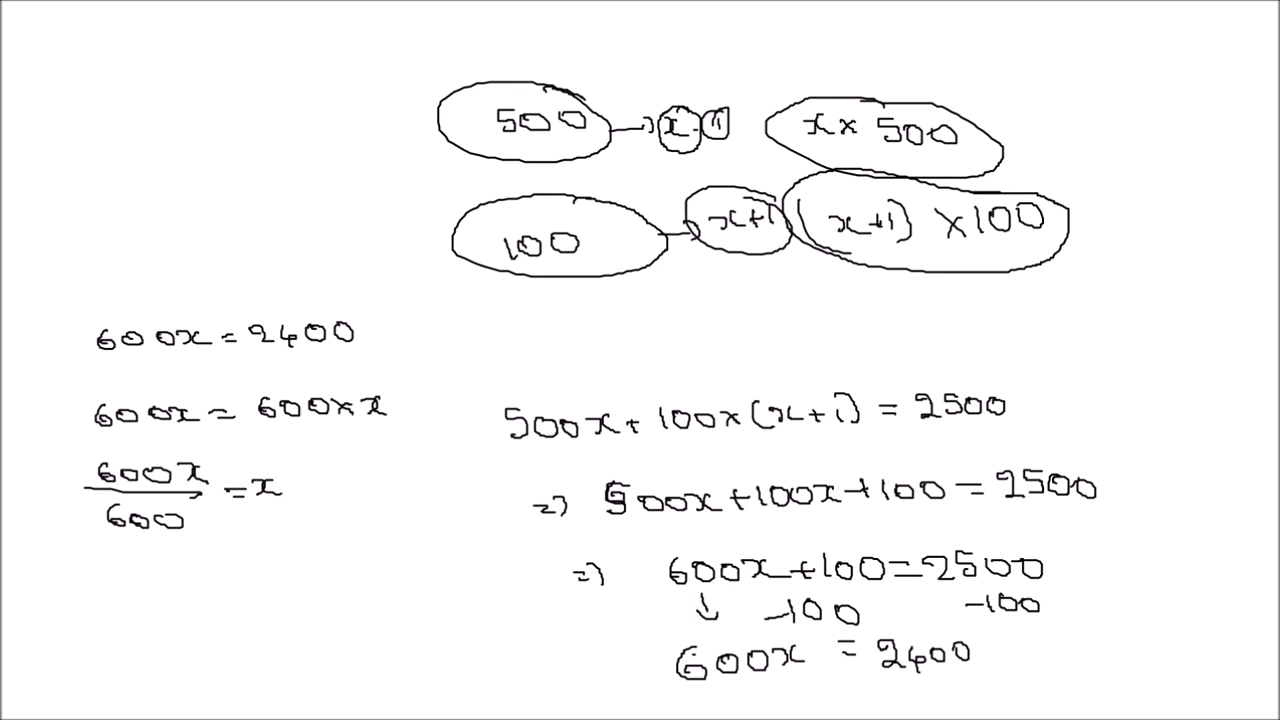 500 → x. 1 x × 500
100 → x+1 (x+1) × 100
600x = 2400
600x = 600 × x
600x/600 = x
500x + 100 × (x+1) = 2500
=> 500x + 100x + 100 = 2500
=> 600x + 100 = 2500
↓ -100 -100
600x = 2400